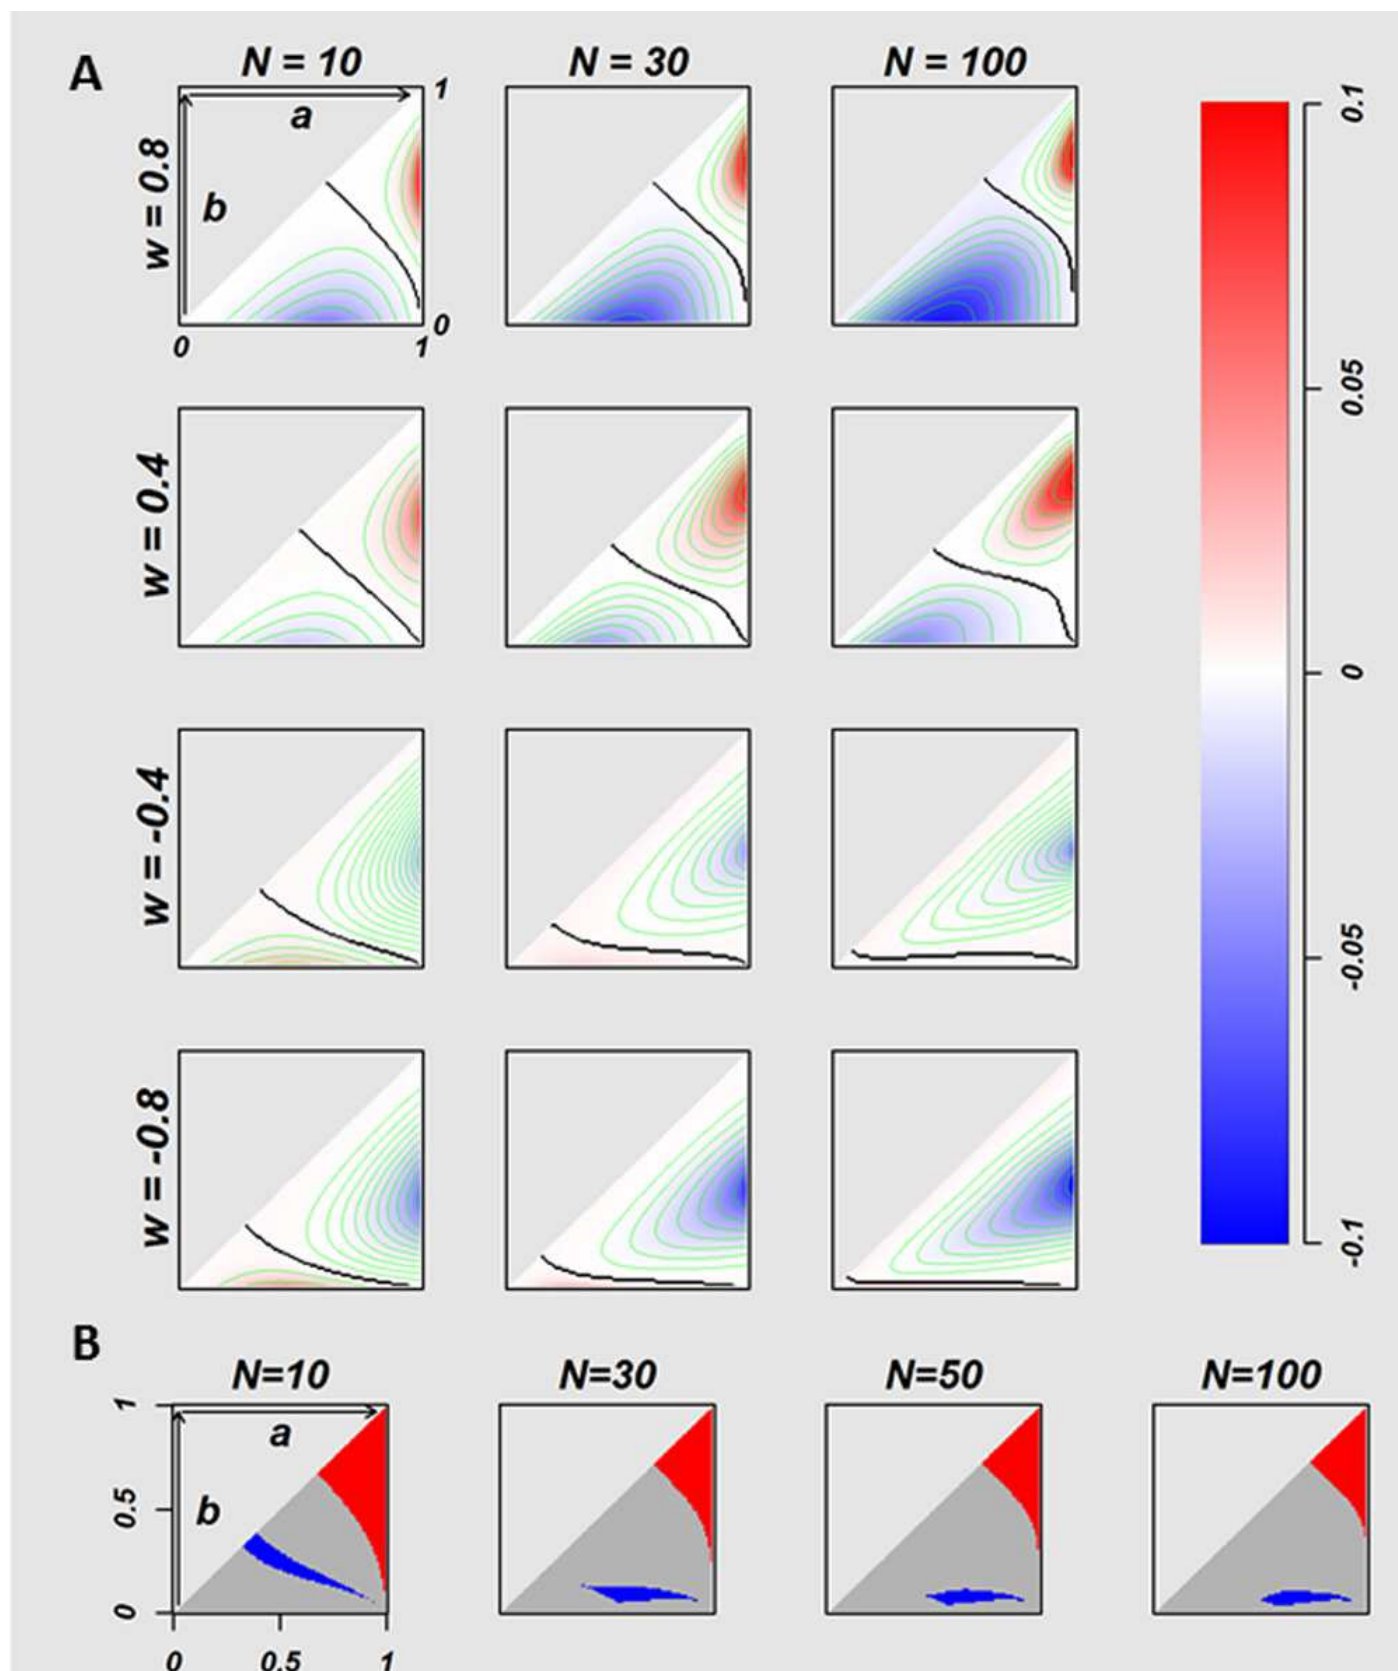 A
N = 10 N = 30 N = 100
w = 0.8
a
b
1
0
0 1
w = 0.4
w = -0.4
w = -0.8
0.1
0.05
0
-0.05
-0.1
B
N=10 N=30 N=50 N=100
a
b
1
0.5
0
0 0.5 1